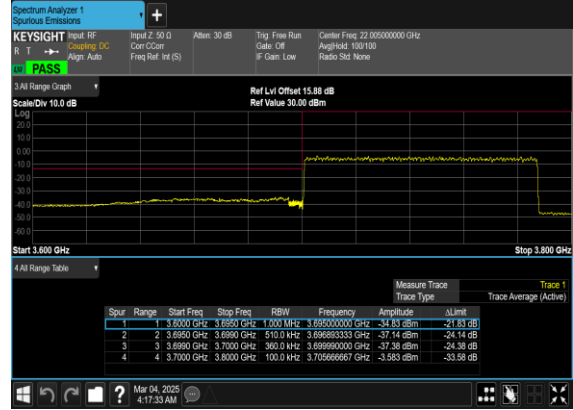 Spectrum Analyzer 1
Spurious Emissions
KEYSIGHT Input: RF Input Z: 50 Ω Atten: 30 dB Trig: Free Run Center Freq: 22.005000000 GHz
R T Coupling: DC Corr CCorr Gate: Off Avg|Hold: 100/100
Align: Auto Freq Ref: Int (S) IF Gain: Low Radio Std: None
PASS
3 All Range Graph
Ref Lvl Offset 15.88 dB
Scale/Div 10.0 dB Ref Value 30.00 dBm
Log
20.0
10.0
0.00
-10.0
-20.0
-30.0
-40.0
-50.0
-60.0
Start 3.600 GHz Stop 3.800 GHz
4 All Range Table
Measure Trace Trace 1
Trace Type Trace Average (Active)
Spur Range Start Freq Stop Freq RBW Frequency Amplitude ΔLimit
1 1 3.6000 GHz 3.6950 GHz 1.000 MHz 3.695000000 GHz -34.83 dBm -21.83 dB
2 2 3.6950 GHz 3.6990 GHz 510.0 kHz 3.696893333 GHz -37.14 dBm -24.14 dB
3 3 3.6990 GHz 3.7000 GHz 360.0 kHz 3.699990000 GHz -37.38 dBm -24.38 dB
4 4 3.7000 GHz 3.8000 GHz 100.0 kHz 3.705666667 GHz -3.583 dBm -33.58 dB
?
Mar 04, 2025
4:17:33 AM